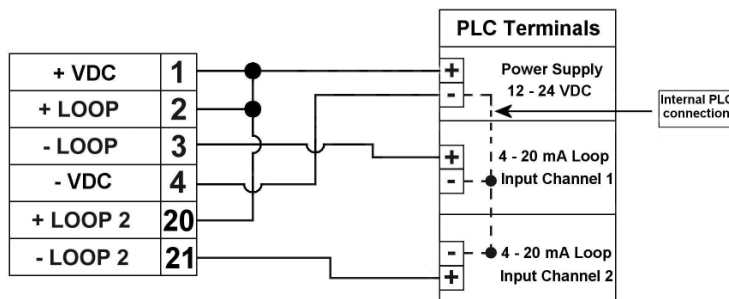 PLC Terminals
+ VDC 1
+ LOOP 2
- LOOP 3
- VDC 4
+ LOOP 2 20
- LOOP 2 21
+ Power Supply
- 12 - 24 VDC
Internal PLC
connection
+ 4 - 20 mA Loop
- Input Channel 1
- 4 - 20 mA Loop
+ Input Channel 2